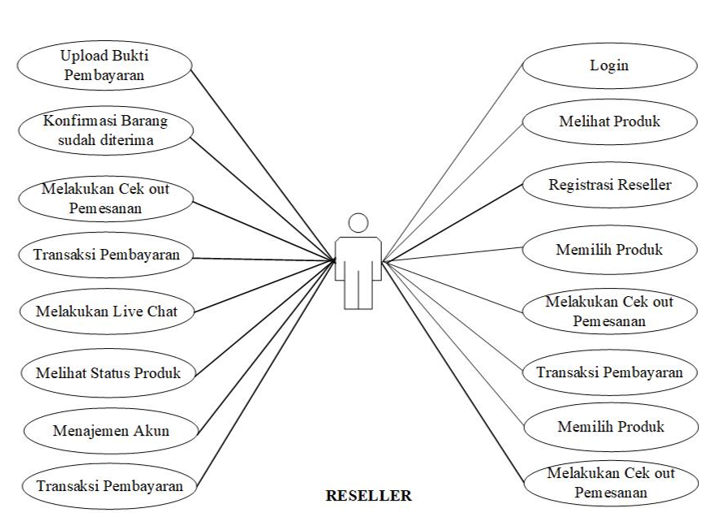 Upload Bukti
Pembayaran
Konfirmasi Barang
sudah diterima
Melakukan Cek out
Pemesanan
Transaksi Pembayaran
Melakukan Live Chat
Melihat Status Produk
Menajemen Akun
Transaksi Pembayaran
Login
Melihat Produk
Registrasi Reseller
Memilih Produk
Melakukan Cek out
Pemesanan
Transaksi Pembayaran
Memilih Produk
Melakukan Cek out
Pemesanan
RESELLER